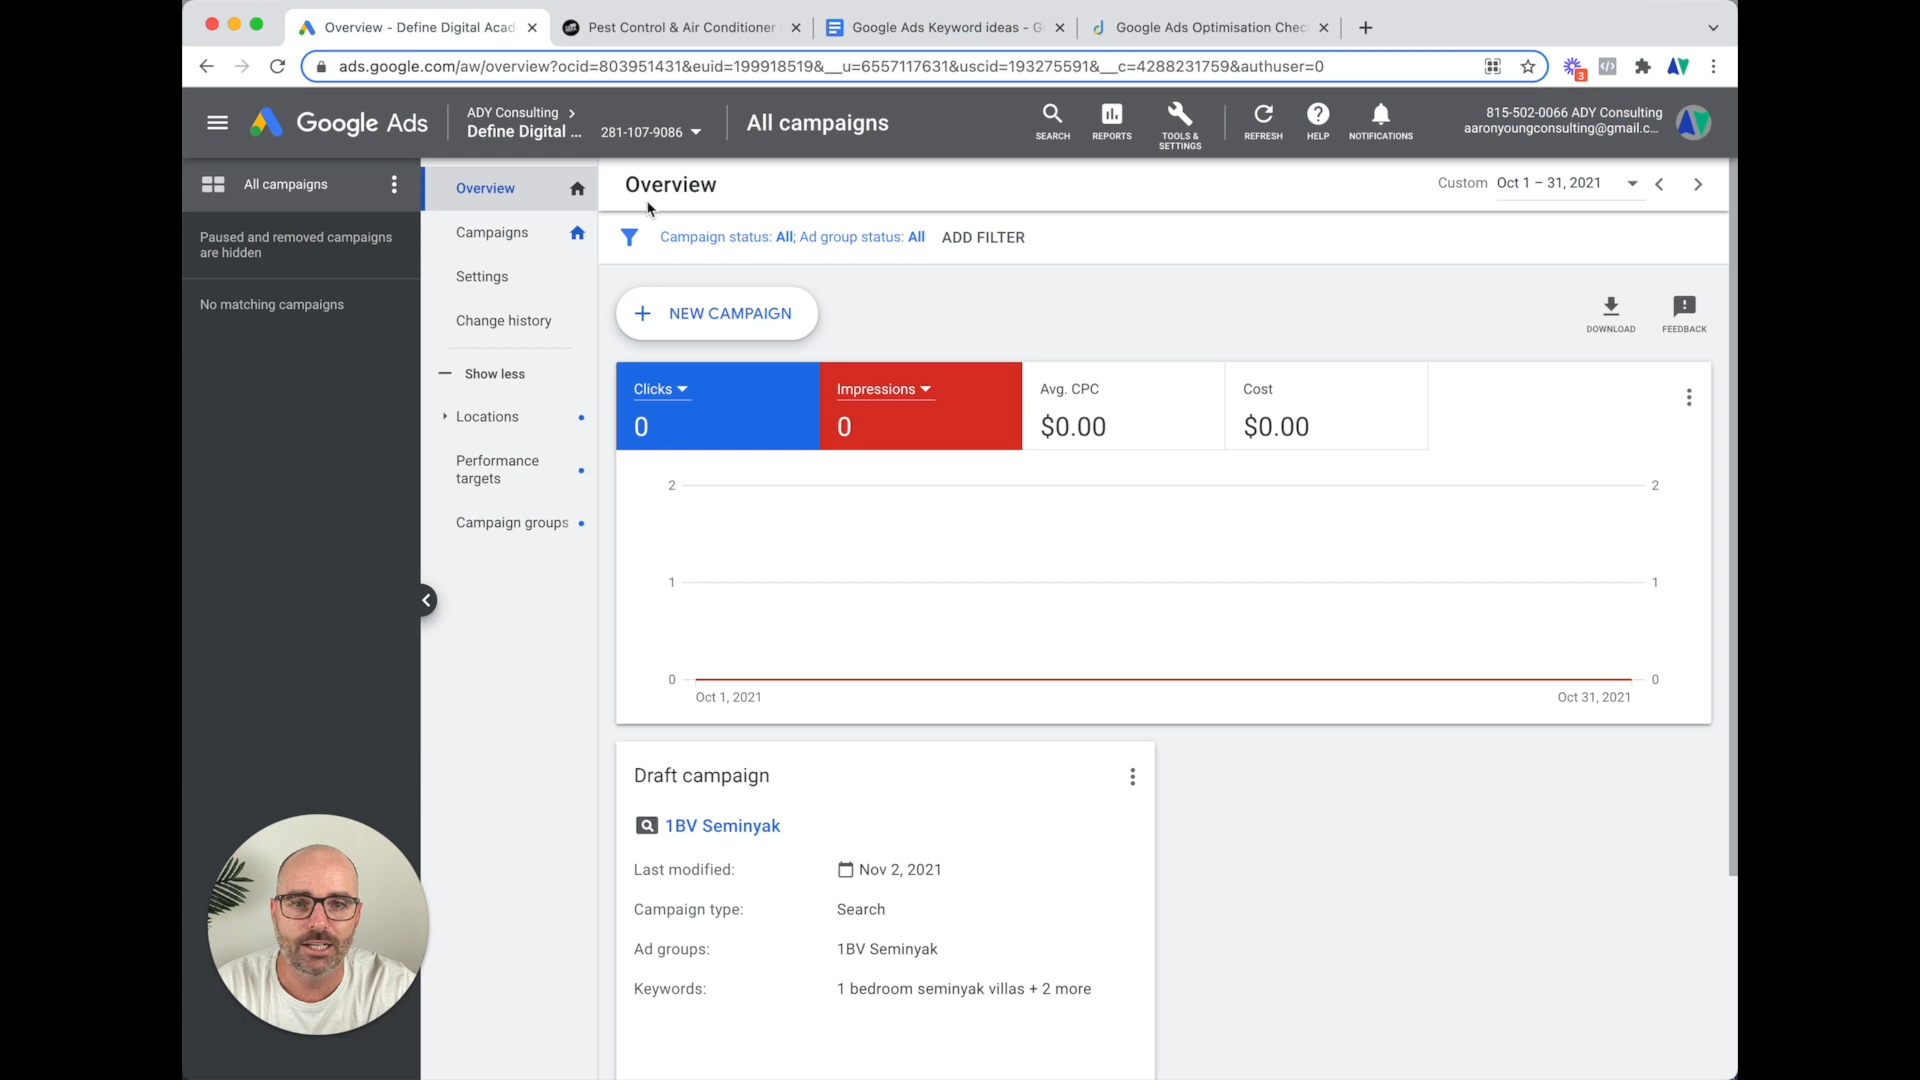 Overview - Define Digital Acad
Pest Control & Air Conditioner
Google Ads Keyword ideas - G
Google Ads Optimisation Chec
ads.google.com/aw/overview?ocid=803951431&euid=199918519&__u=6557117631&uscid=193275591&__c=4288231759&authuser=0
3
Google Ads
ADY Consulting
Define Digital ...
281-107-9086
All campaigns
SEARCH
REPORTS
TOOLS &
SETTINGS
REFRESH
HELP
NOTIFICATIONS
815-502-0066 ADY Consulting
aaronyoungconsulting@gmail.c...
All campaigns
Paused and removed campaigns
are hidden
No matching campaigns
Overview
Campaigns
Settings
Change history
Show less
Locations
Performance
targets
Campaign groups
Overview
Custom Oct 1 – 31, 2021
Campaign status: All; Ad group status: All
ADD FILTER
NEW CAMPAIGN
DOWNLOAD
FEEDBACK
Clicks
0
Impressions
0
Avg. CPC
$0.00
Cost
$0.00
2 2
1 1
0 0
Oct 1, 2021 Oct 31, 2021
Draft campaign
1BV Seminyak
Last modified: Nov 2, 2021
Campaign type: Search
Ad groups: 1BV Seminyak
Keywords: 1 bedroom seminyak villas + 2 more